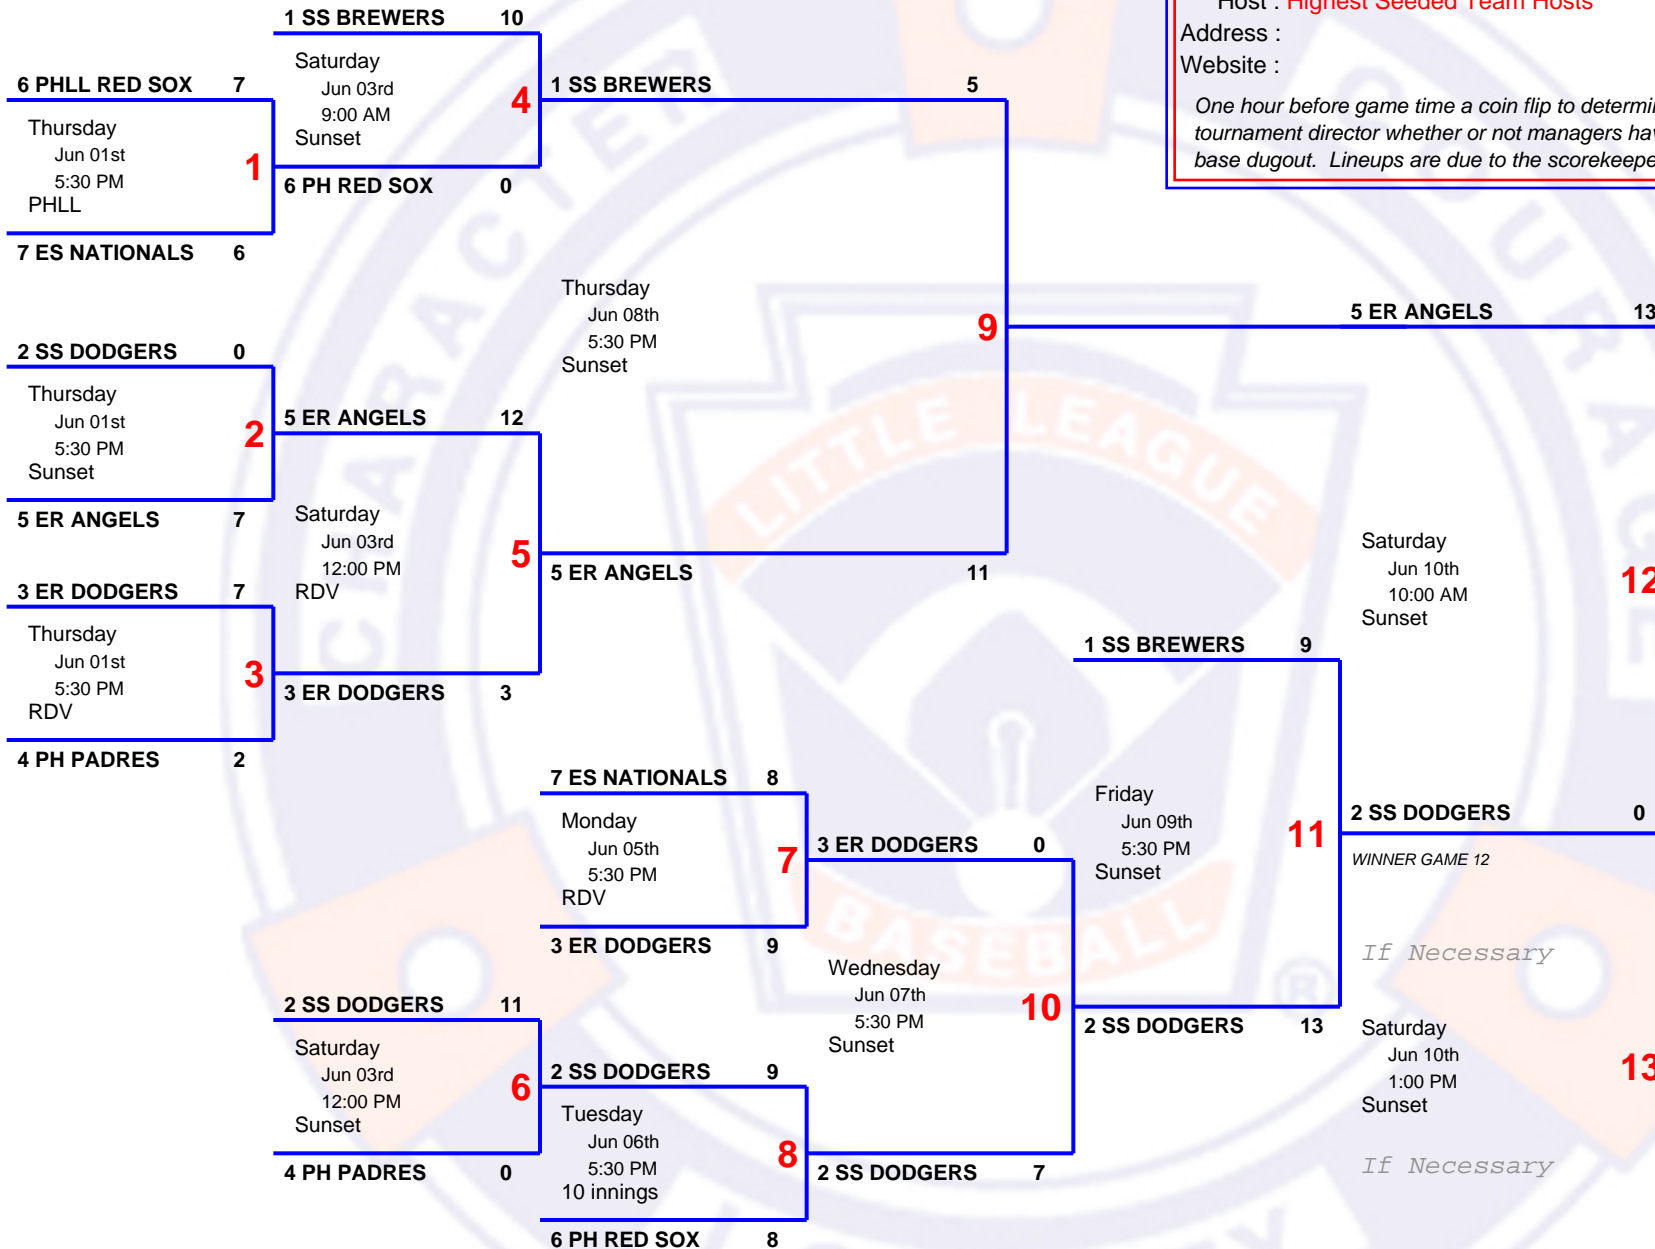 1 SS BREWERS 10
Host : Highest Seeded Team Hosts
Address :
Website :
One hour before game time a coin flip to determin
tournament director whether or not managers hav
base dugout. Lineups are due to the scorekeepe
6 PHLL RED SOX 7
Saturday
Jun 03rd
9:00 AM
Sunset
4
1 SS BREWERS 5
Thursday
Jun 01st
5:30 PM
PHLL
1
6 PH RED SOX 0
7 ES NATIONALS 6
Thursday
Jun 08th
5:30 PM
Sunset
9
5 ER ANGELS 13
2 SS DODGERS 0
Thursday
Jun 01st
5:30 PM
Sunset
2
5 ER ANGELS 12
5 ER ANGELS 7
Saturday
Jun 03rd
12:00 PM
RDV
5
5 ER ANGELS 11
Saturday
Jun 10th
10:00 AM
Sunset
12
3 ER DODGERS 7
Thursday
Jun 01st
5:30 PM
RDV
3
3 ER DODGERS 3
4 PH PADRES 2
1 SS BREWERS 9
7 ES NATIONALS 8
Monday
Jun 05th
5:30 PM
RDV
7
3 ER DODGERS 0
3 ER DODGERS 9
Friday
Jun 09th
5:30 PM
Sunset
11
2 SS DODGERS 0
WINNER GAME 12
If Necessary
Wednesday
Jun 07th
5:30 PM
Sunset
10
2 SS DODGERS 13
2 SS DODGERS 11
Saturday
Jun 03rd
12:00 PM
Sunset
6
2 SS DODGERS 9
4 PH PADRES 0
Tuesday
Jun 06th
5:30 PM
10 innings
8
2 SS DODGERS 7
6 PH RED SOX 8
Saturday
Jun 10th
1:00 PM
Sunset
13
If Necessary
CHARACTER
COURAGE
LITTLE LEAGUE
BASEBALL
®